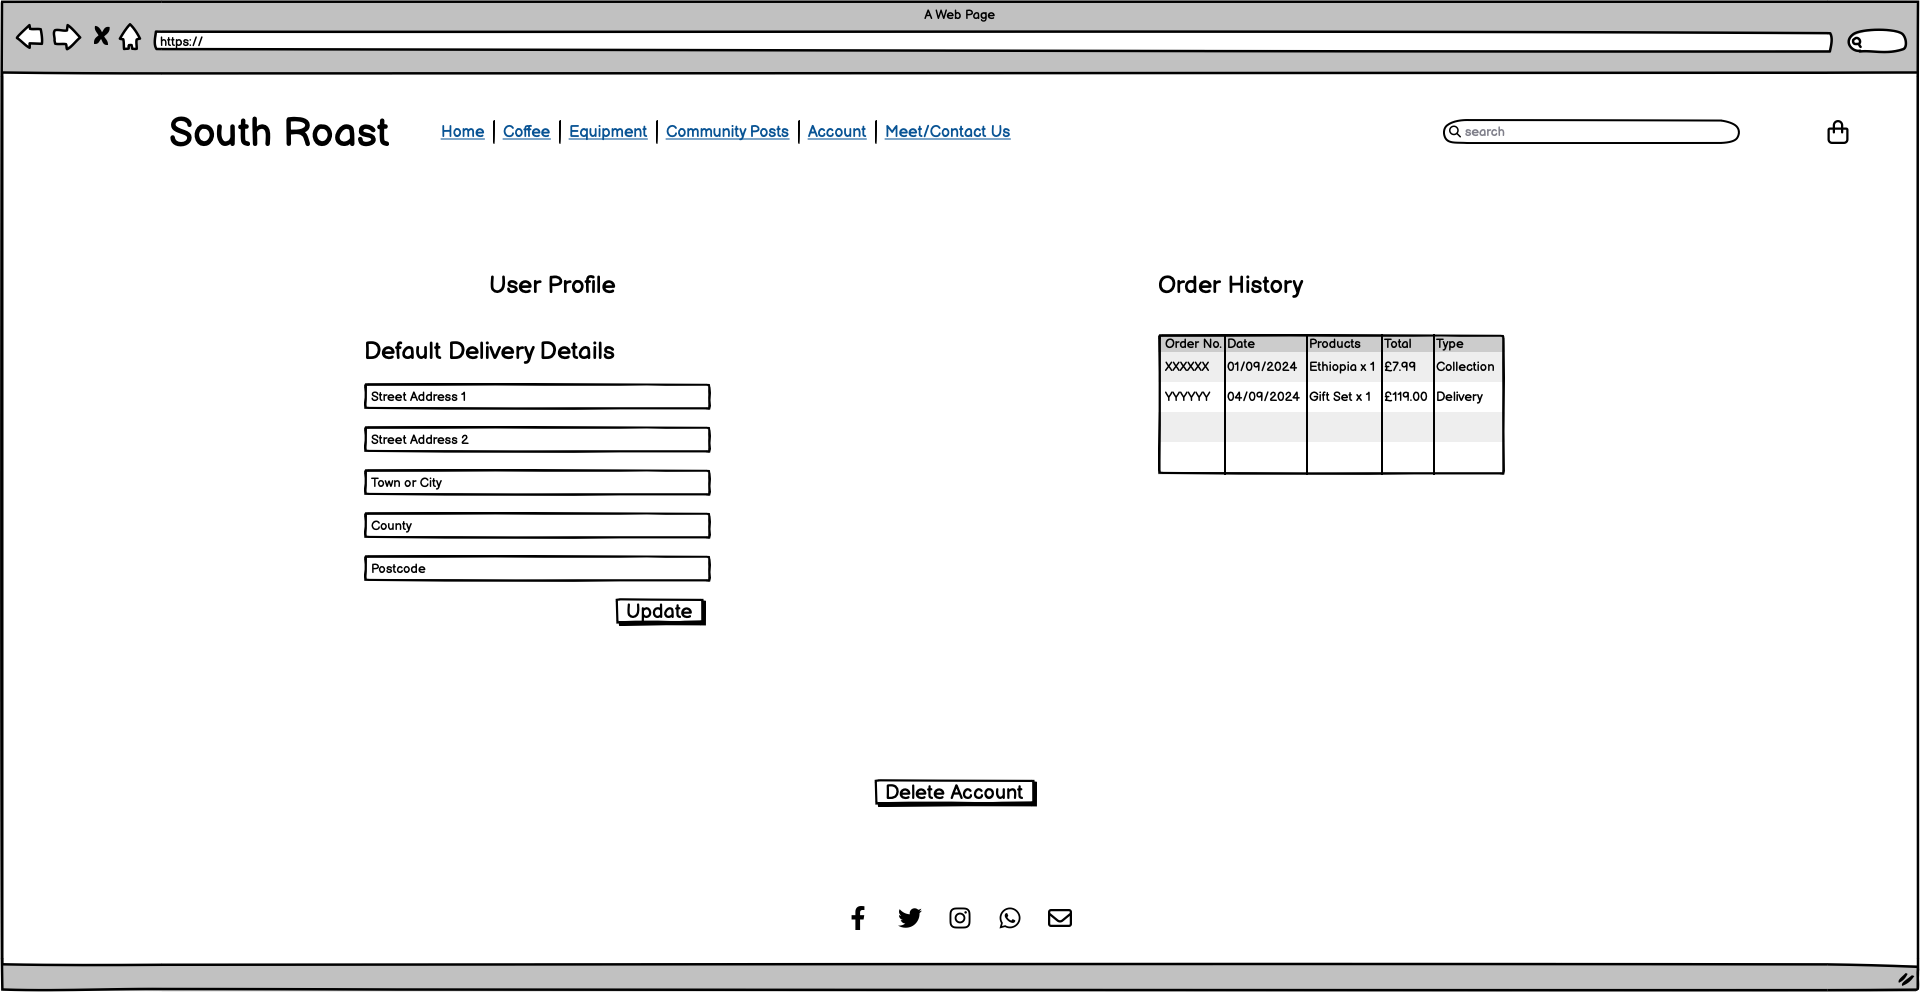 A Web Page
https://
South Roast
Home Coffee Equipment Community Posts Account Meet/Contact Us
search
User Profile
Order History
Default Delivery Details
Order No. Date Products Total Type
XXXXXX 01/09/2024 Ethiopia x 1 £7.99 Collection
YYYYYY 04/09/2024 Gift Set x 1 £119.00 Delivery
Street Address 1
Street Address 2
Town or City
County
Postcode
Update
Delete Account